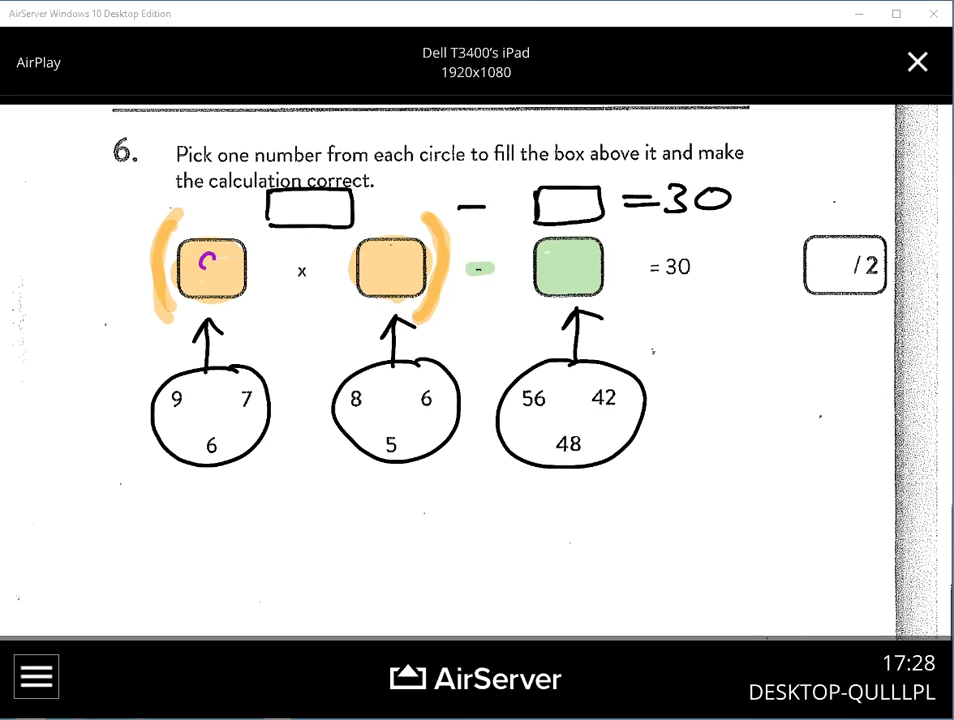 AirServer Windows 10 Desktop Edition
AirPlay
Dell T3400's iPad
1920x1080
6. Pick one number from each circle to fill the box above it and make
the calculation correct.
- = 30
x - = 30
/ 2
9 7 8 6 56 42
6 5 48
AirServer
17:28
DESKTOP-QULLLPL